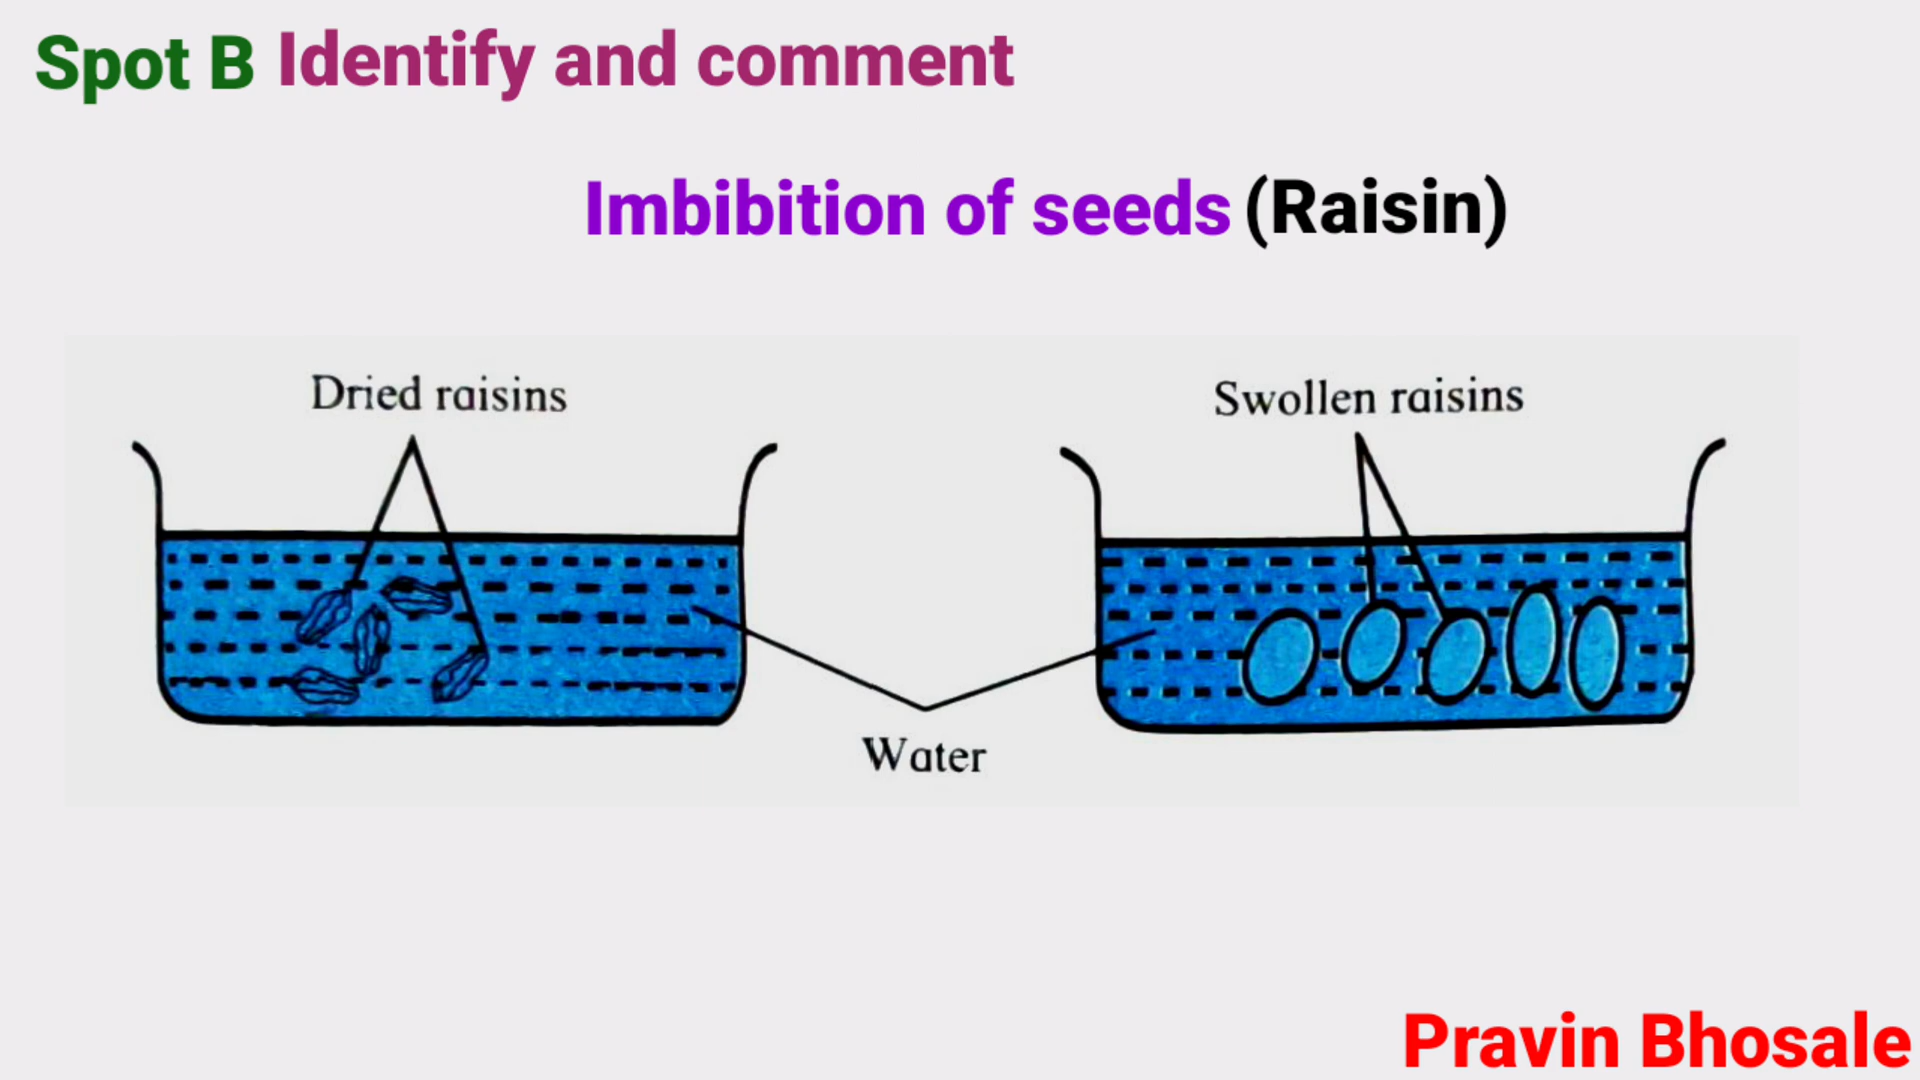 Spot B Identify and comment
Imbibition of seeds (Raisin)
Dried raisins
Swollen raisins
Water
Pravin Bhosale